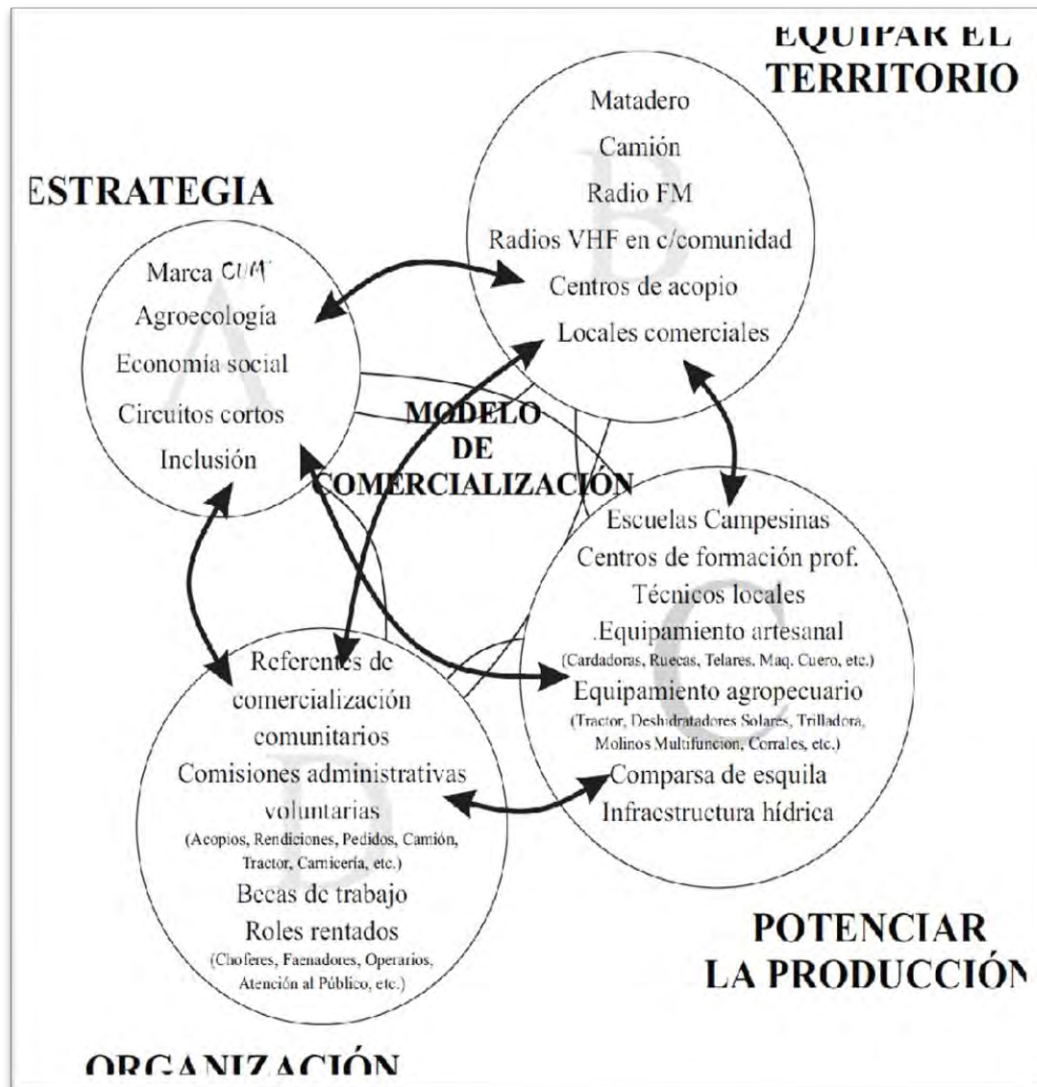 EQUIPAR EL
TERRITORIO
B
Matadero
Camión
Radio FM
Radios VHF en c/comunidad
Centros de acopio
Locales comerciales
ESTRATEGIA
A
Marca CUM
Agroecología
Economía social
Circuitos cortos
Inclusión
MODELO
DE
COMERCIALIZACIÓN
C
Escuelas Campesinas
Centros de formación prof.
Técnicos locales
.Equipamiento artesanal
(Cardadoras, Ruecas, Telares, Maq. Cuero, etc.)
Equipamiento agropecuario
(Tractor, Deshidratadores Solares, Trilladora,
Molinos Multifuncion, Corrales, etc.)
Comparsa de esquila
Infraestructura hídrica
POTENCIAR
LA PRODUCCIÓN
D
Referentes de
comercialización
comunitarios
Comisiones administrativas
voluntarias
(Acopios, Rendiciones, Pedidos, Camión,
Tractor, Carnicería, etc.)
Becas de trabajo
Roles rentados
(Choferes, Faenadores, Operarios,
Atención al Público, etc.)
ORGANIZACIÓN